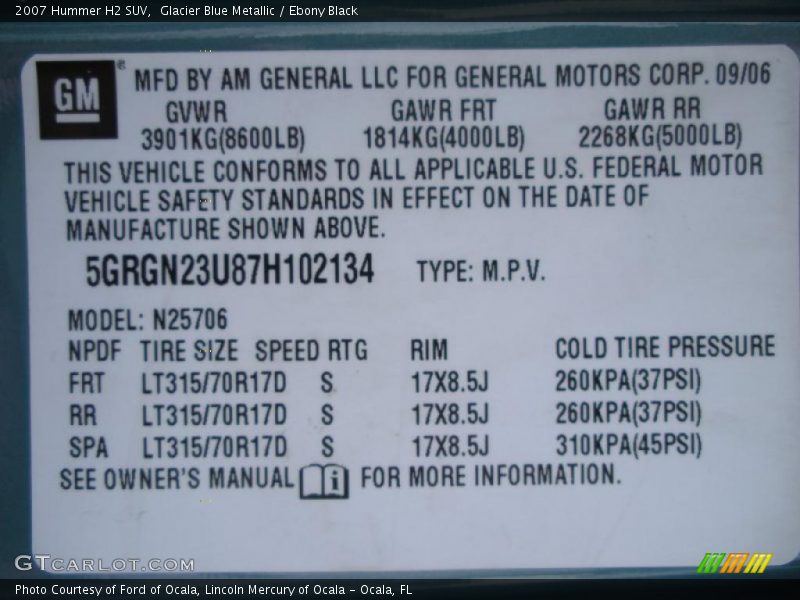 2007 Hummer H2 SUV,  Glacier Blue Metallic / Ebony Black
GM® MFD BY AM GENERAL LLC FOR GENERAL MOTORS CORP. 09/06
GVWR GAWR FRT GAWR RR
3901KG(8600LB) 1814KG(4000LB) 2268KG(5000LB)
THIS VEHICLE CONFORMS TO ALL APPLICABLE U.S. FEDERAL MOTOR
VEHICLE SAFETY STANDARDS IN EFFECT ON THE DATE OF
MANUFACTURE SHOWN ABOVE.
5GRGN23U87H102134 TYPE: M.P.V.
MODEL: N25706
NPDF TIRE SIZE SPEED RTG RIM COLD TIRE PRESSURE
FRT LT315/70R17D S 17X8.5J 260KPA(37PSI)
RR LT315/70R17D S 17X8.5J 260KPA(37PSI)
SPA LT315/70R17D S 17X8.5J 310KPA(45PSI)
SEE OWNER'S MANUAL i FOR MORE INFORMATION.
GTCARLOT.COM
Photo Courtesy of Ford of Ocala, Lincoln Mercury of Ocala - Ocala, FL